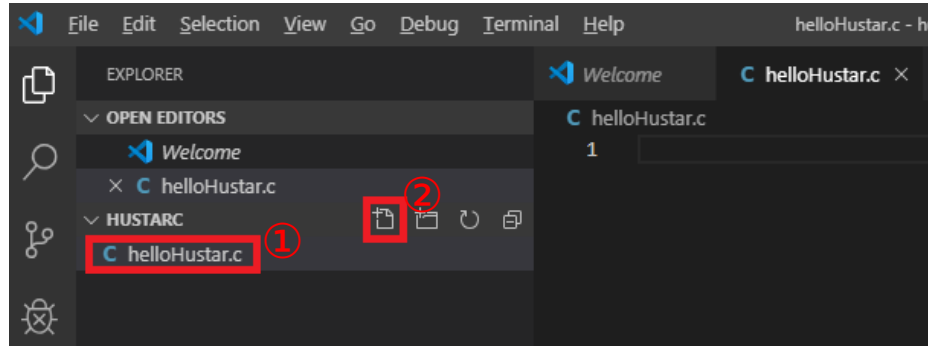 File Edit Selection View Go Debug Terminal Help helloHustar.c - h
EXPLORER
Welcome
C helloHustar.c ×
OPEN EDITORS
C helloHustar.c
Welcome
1
× C helloHustar.c
②
HUSTARC
①
C helloHustar.c